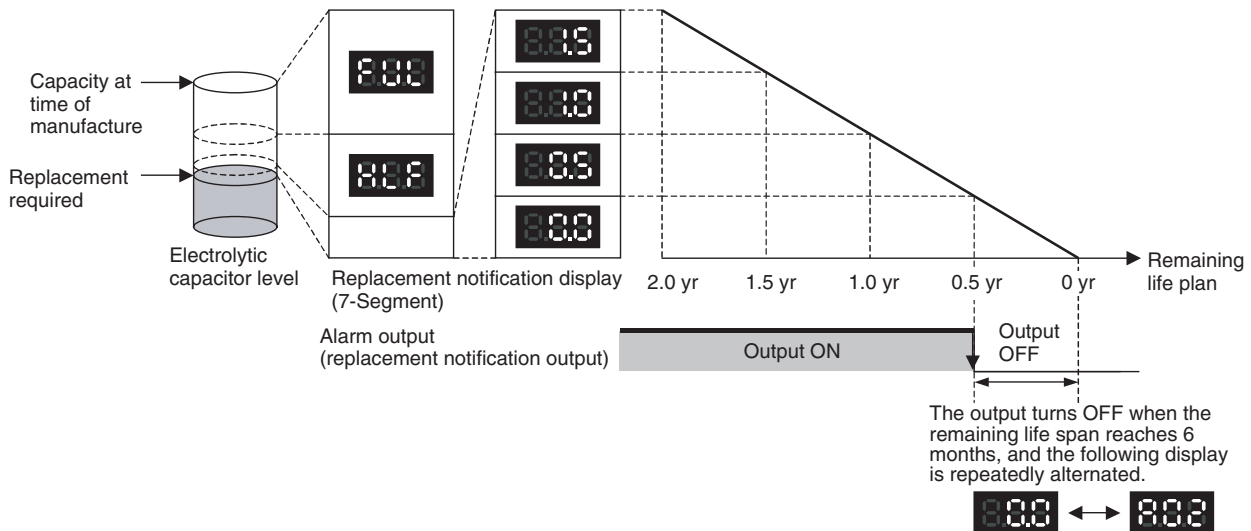 Capacity at
time of
manufacture
Replacement
required
Electrolytic
capacitor level
FUL
HLF
Replacement notification display
(7-Segment)
1.5
1.0
0.5
0.0
2.0 yr
1.5 yr
1.0 yr
0.5 yr
0 yr
Remaining
life plan
Alarm output
(replacement notification output)
Output ON
Output
OFF
The output turns OFF when the
remaining life span reaches 6
months, and the following display
is repeatedly alternated.
0.0
A02